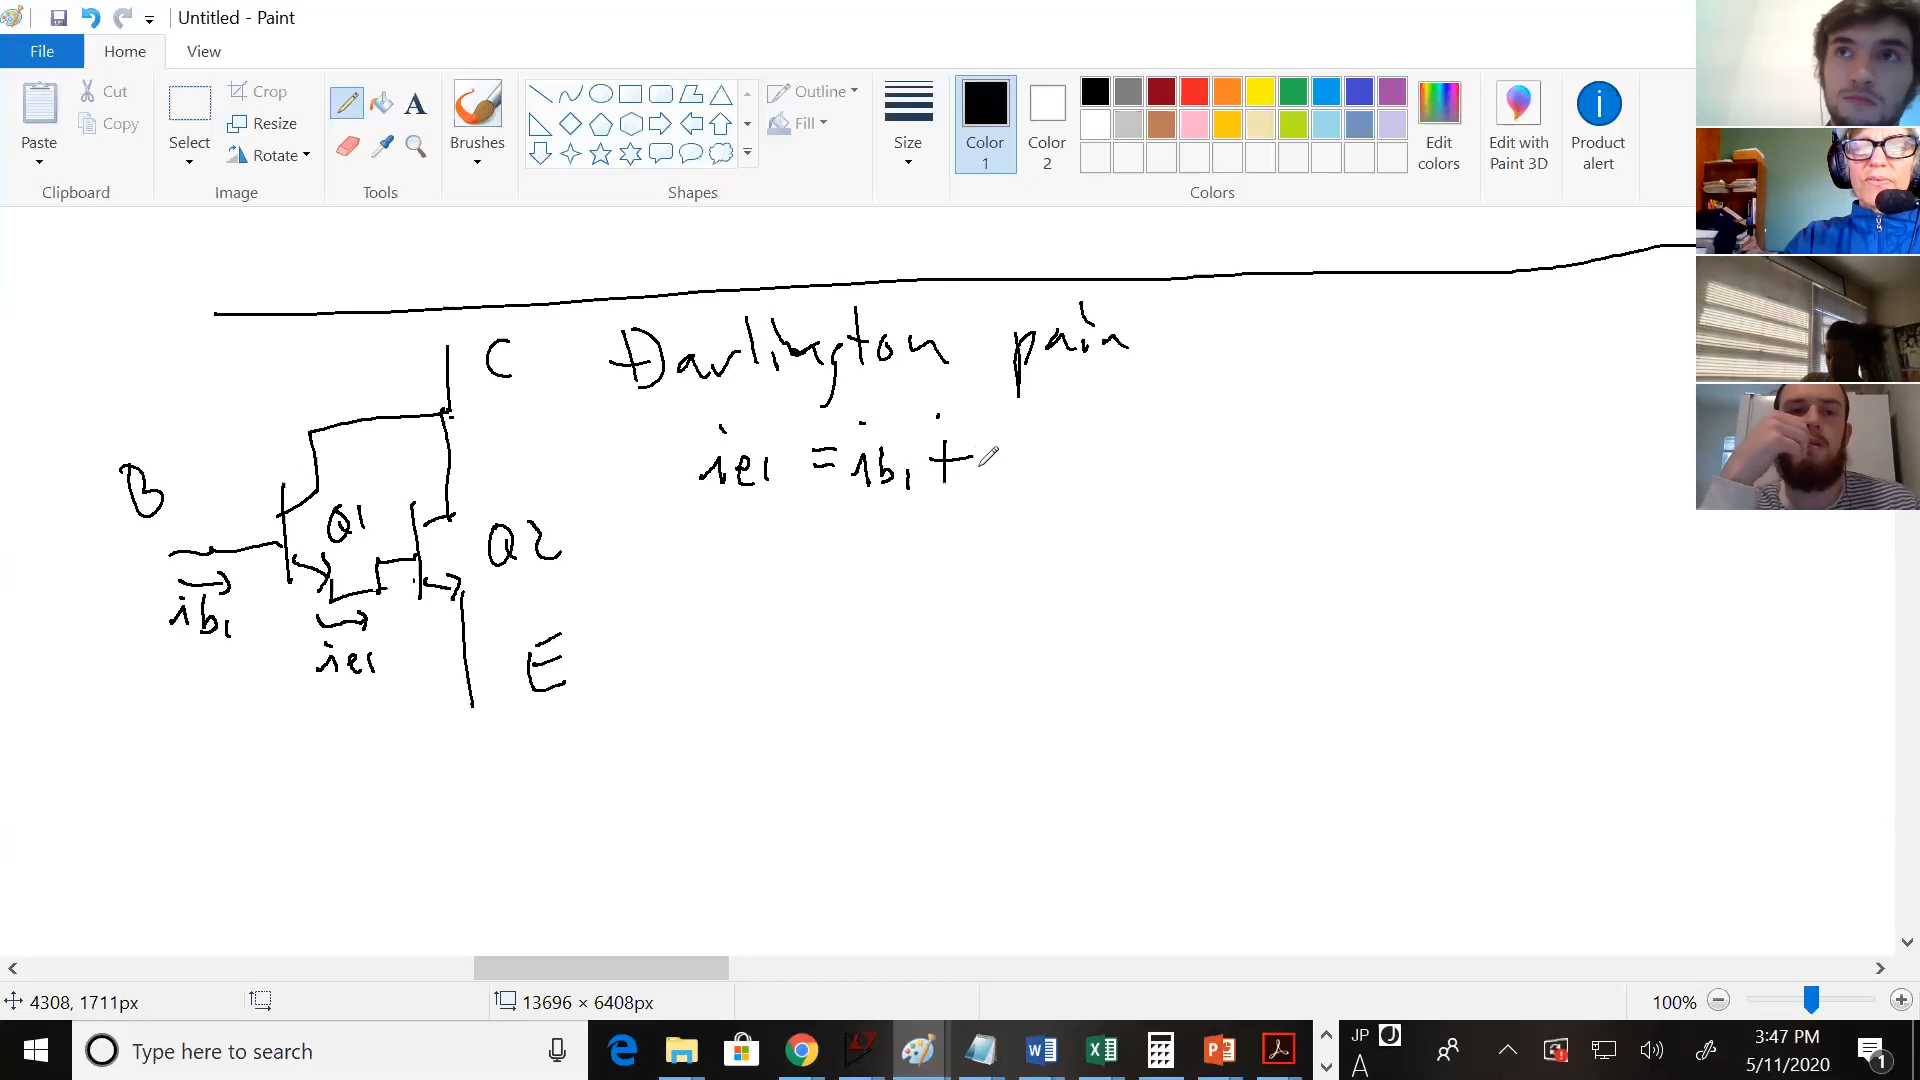 Untitled - Paint
File Home View
Paste
Cut
Copy
Clipboard
Select
Crop
Resize
Rotate
Image
Tools
Brushes
Shapes
Outline
Fill
Size
Color 1
Color 2
Colors
Edit colors
Edit with Paint 3D
Product alert
C Darlington pair
ie1 = ib1 +
B
Q1
Q2
ib1
ie1
E
4308, 1711px
13696 × 6408px
100%
Type here to search
JP
A
3:47 PM
5/11/2020
1